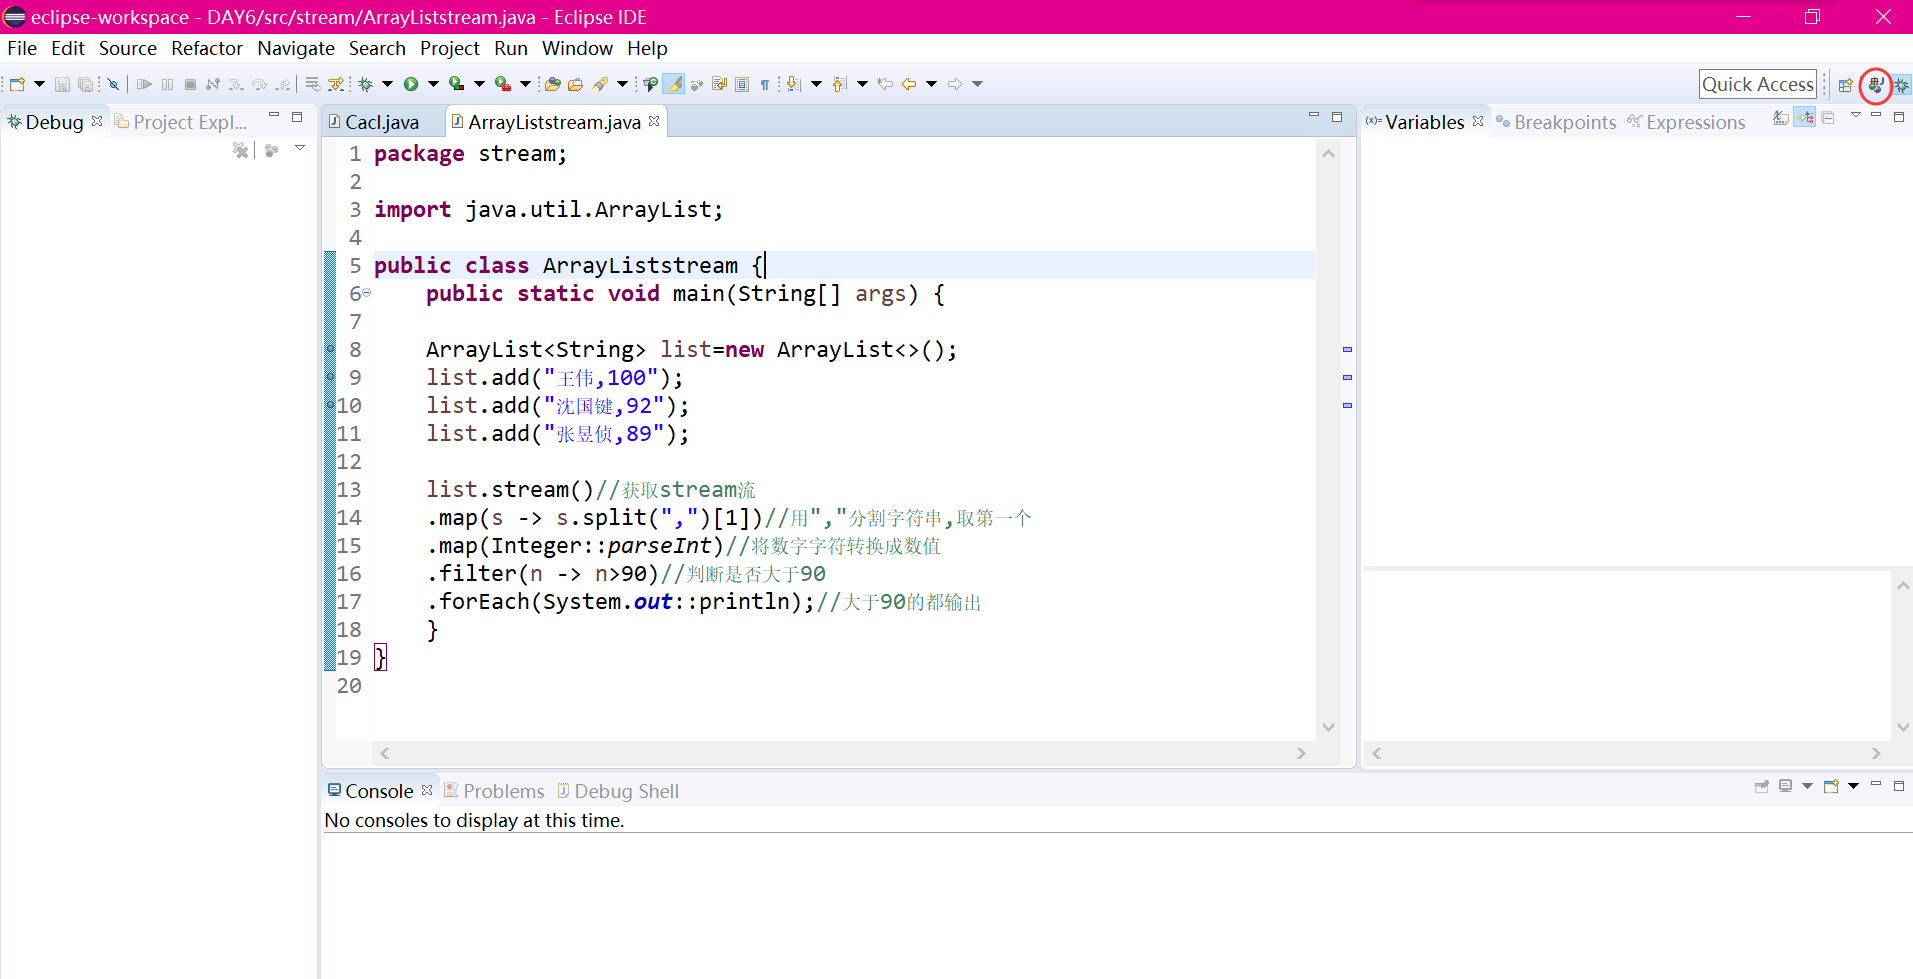 eclipse-workspace - DAY6/src/stream/ArrayListstream.java - Eclipse IDE
File Edit Source Refactor Navigate Search Project Run Window Help
Quick Access
Debug Project Expl...
Cacl.java ArrayListstream.java
Variables Breakpoints Expressions
1 package stream;
2
3 import java.util.ArrayList;
4
5 public class ArrayListstream {
6 public static void main(String[] args) {
7
8 ArrayList<String> list=new ArrayList<>();
9 list.add("王伟,100");
10 list.add("沈国键,92");
11 list.add("张昱侦,89");
12
13 list.stream()//获取stream流
14 .map(s -> s.split(",")[1])//用","分割字符串,取第一个
15 .map(Integer::parseInt)//将数字字符转换成数值
16 .filter(n -> n>90)//判断是否大于90
17 .forEach(System.out::println);//大于90的都输出
18 }
19 }
20
Console Problems Debug Shell
No consoles to display at this time.